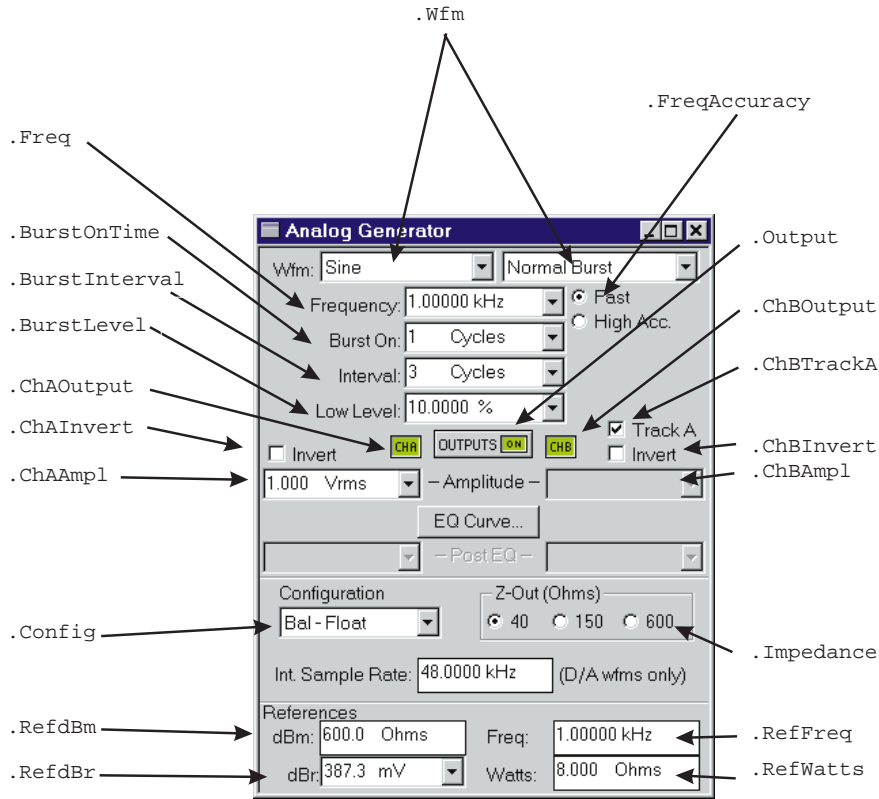 .Wfm
.FreqAccuracy
.Freq
.BurstOnTime
.BurstInterval
.BurstLevel
.ChAOutput
.ChAInvert
.ChAAmpl
.Config
.RefdBm
.RefdBr
Analog Generator
Wfm: Sine Normal Burst
Frequency: 1.00000 kHz Fast
High Acc.
Burst On: 1 Cycles
Interval: 3 Cycles
Low Level: 10.0000 %
Track A
CHA OUTPUTS ON CHB
Invert Invert
1.000 Vrms – Amplitude –
EQ Curve...
– Post EQ –
Configuration Z-Out (Ohms)
Bal - Float 40 150 600
Int. Sample Rate: 48.0000 kHz (D/A wfms only)
References
dBm: 600.0 Ohms Freq: 1.00000 kHz
dBr: 387.3 mV Watts: 8.000 Ohms
.Output
.ChBOutput
.ChBTrackA
.ChBInvert
.ChBAmpl
.Impedance
.RefFreq
.RefWatts